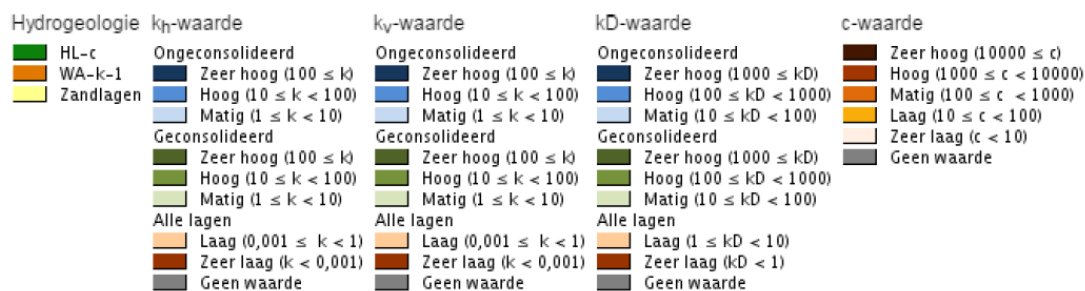 Hydrogeologie
HL-c
WA-k-1
Zandlagen
kh-waarde
Ongeconsolideerd
Zeer hoog (100 ≤ k)
Hoog (10 ≤ k < 100)
Matig (1 ≤ k < 10)
Geconsolideerd
Zeer hoog (100 ≤ k)
Hoog (10 ≤ k < 100)
Matig (1 ≤ k < 10)
Alle lagen
Laag (0,001 ≤ k < 1)
Zeer laag (k < 0,001)
Geen waarde
kv-waarde
Ongeconsolideerd
Zeer hoog (100 ≤ k)
Hoog (10 ≤ k < 100)
Matig (1 ≤ k < 10)
Geconsolideerd
Zeer hoog (100 ≤ k)
Hoog (10 ≤ k < 100)
Matig (1 ≤ k < 10)
Alle lagen
Laag (0,001 ≤ k < 1)
Zeer laag (k < 0,001)
Geen waarde
kD-waarde
Ongeconsolideerd
Zeer hoog (1000 ≤ kD)
Hoog (100 ≤ kD < 1000)
Matig (10 ≤ kD < 100)
Geconsolideerd
Zeer hoog (1000 ≤ kD)
Hoog (100 ≤ kD < 1000)
Matig (10 ≤ kD < 100)
Alle lagen
Laag (1 ≤ kD < 10)
Zeer laag (kD < 1)
Geen waarde
c-waarde
Zeer hoog (10000 ≤ c)
Hoog (1000 ≤ c < 10000)
Matig (100 ≤ c < 1000)
Laag (10 ≤ c < 100)
Zeer laag (c < 10)
Geen waarde